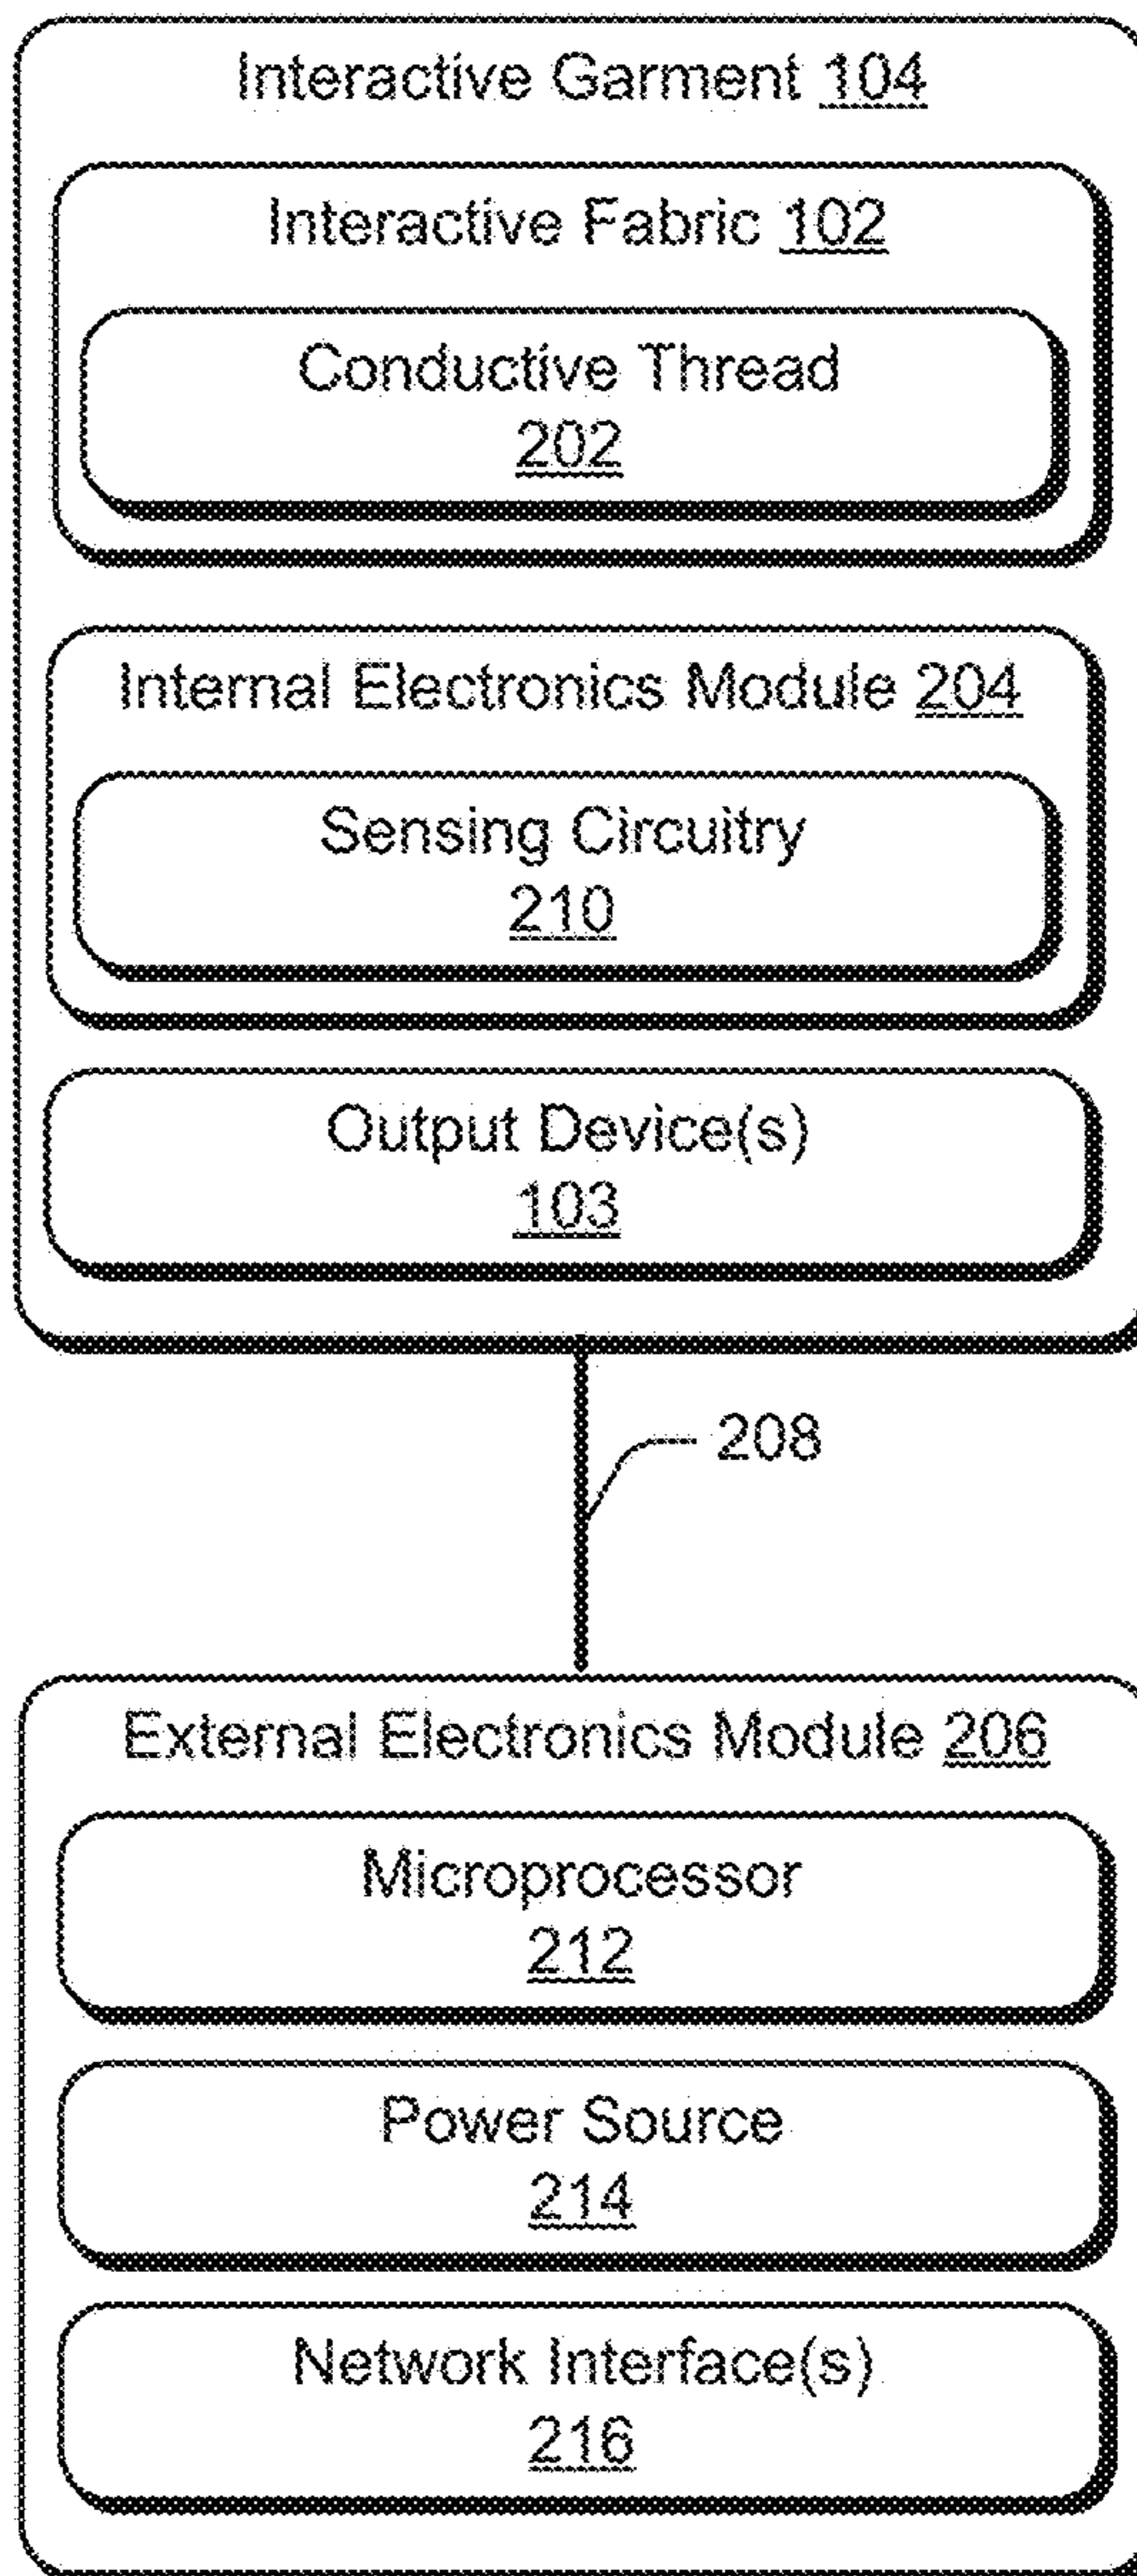 Interactive Garment 104
Interactive Fabric 102
Conductive Thread
202
Internal Electronics Module 204
Sensing Circuitry
210
Output Device(s)
103
208
External Electronics Module 206
Microprocessor
212
Power Source
214
Network Interface(s)
216